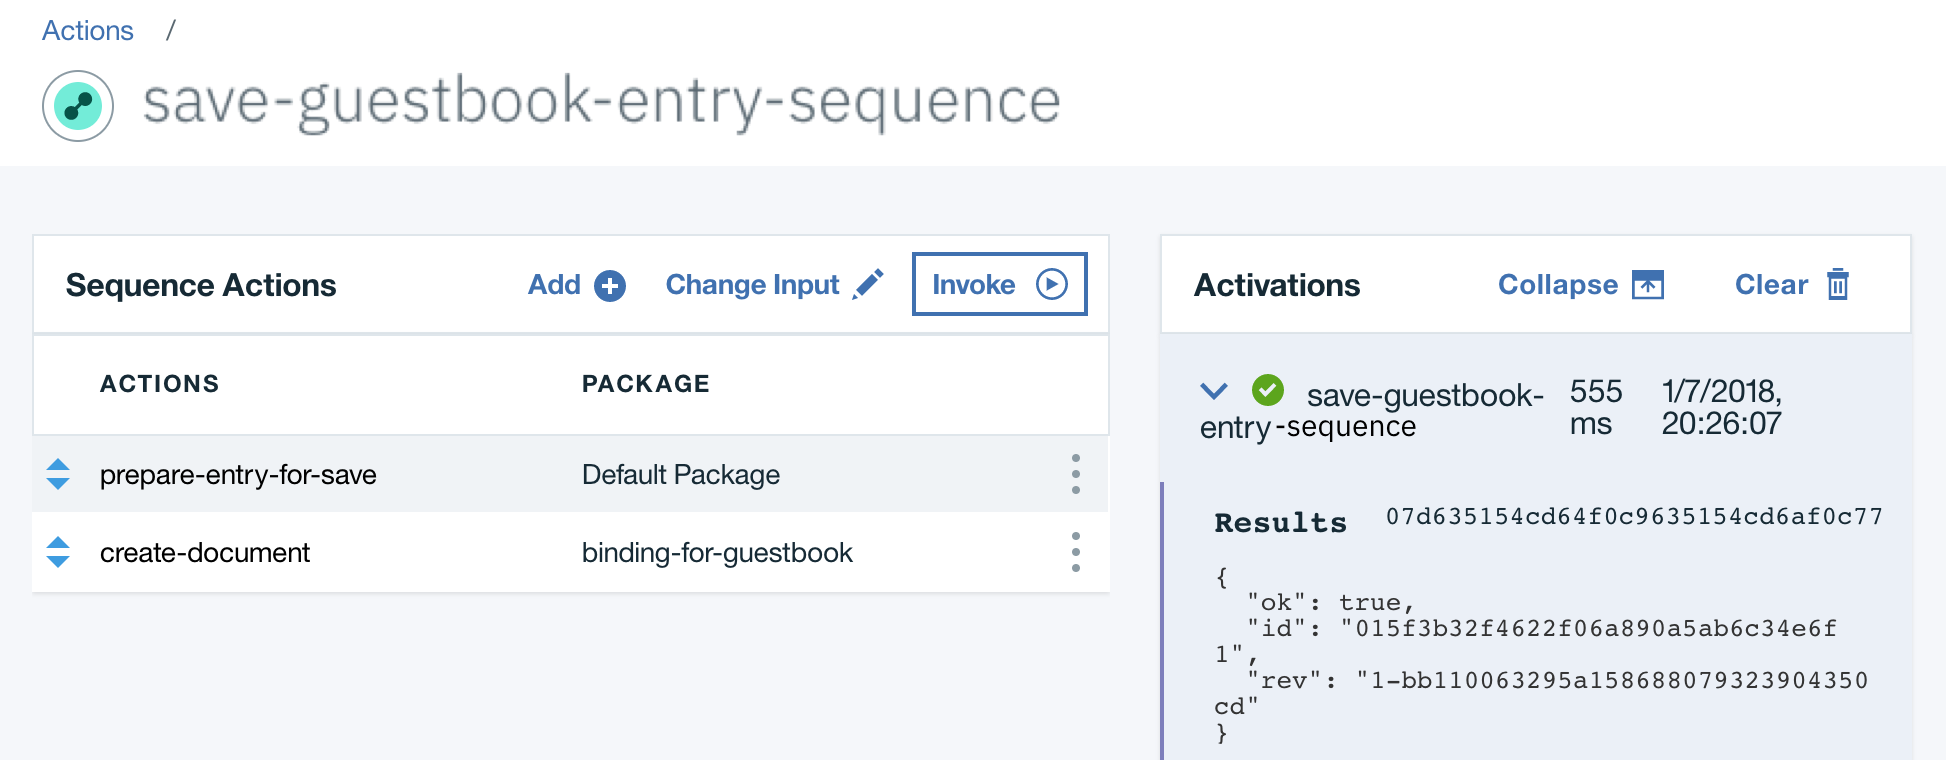 Actions /
save-guestbook-entry-sequence
Sequence Actions Add Change Input Invoke
ACTIONS PACKAGE
prepare-entry-for-save Default Package
create-document binding-for-guestbook
Activations Collapse Clear
save-guestbook- 555 1/7/2018,
entry-sequence ms 20:26:07
Results 07d635154cd64f0c9635154cd6af0c77
{
"ok": true,
"id": "015f3b32f4622f06a890a5ab6c34e6f
1",
"rev": "1-bb110063295a158688079323904350
cd"
}